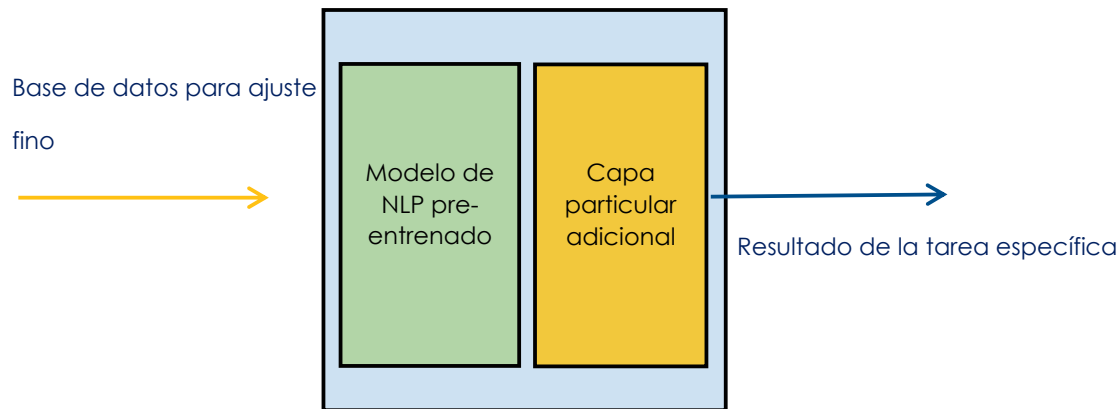 Base de datos para ajuste
fino
Modelo de
NLP pre-
entrenado
Capa
particular
adicional
Resultado de la tarea específica